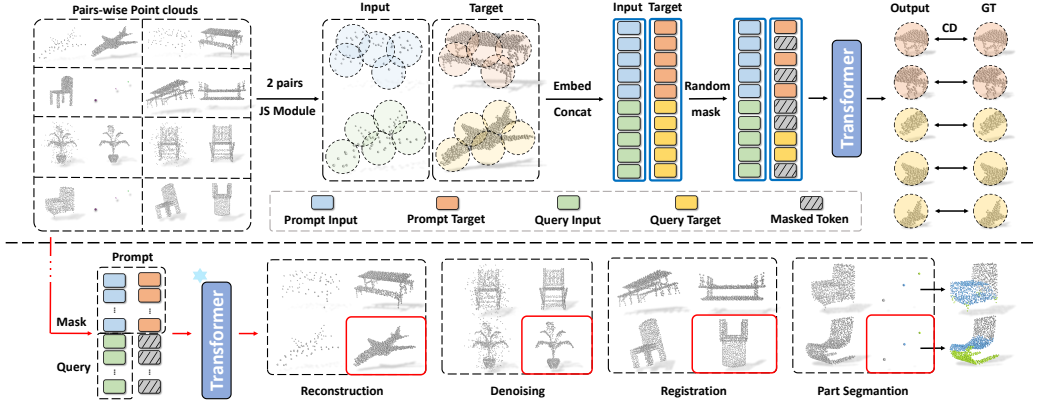 Pairs-wise Point clouds
Input
Target
Input Target
Output
GT
CD
2 pairs
JS Module
Embed
Concat
Random
mask
Transformer
Prompt Input
Prompt Target
Query Input
Query Target
Masked Token
Prompt
Mask
Query
Transformer
Reconstruction
Denoising
Registration
Part Segmantion